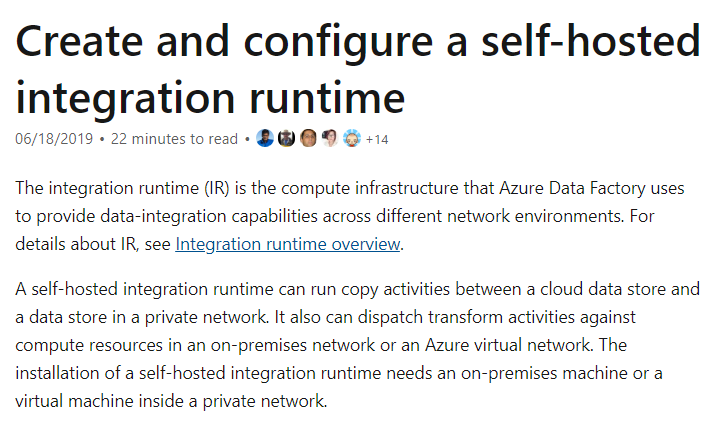 Create and configure a self-hosted
integration runtime
06/18/2019 • 22 minutes to read • +14
The integration runtime (IR) is the compute infrastructure that Azure Data Factory uses
to provide data-integration capabilities across different network environments. For
details about IR, see Integration runtime overview.
A self-hosted integration runtime can run copy activities between a cloud data store and
a data store in a private network. It also can dispatch transform activities against
compute resources in an on-premises network or an Azure virtual network. The
installation of a self-hosted integration runtime needs an on-premises machine or a
virtual machine inside a private network.